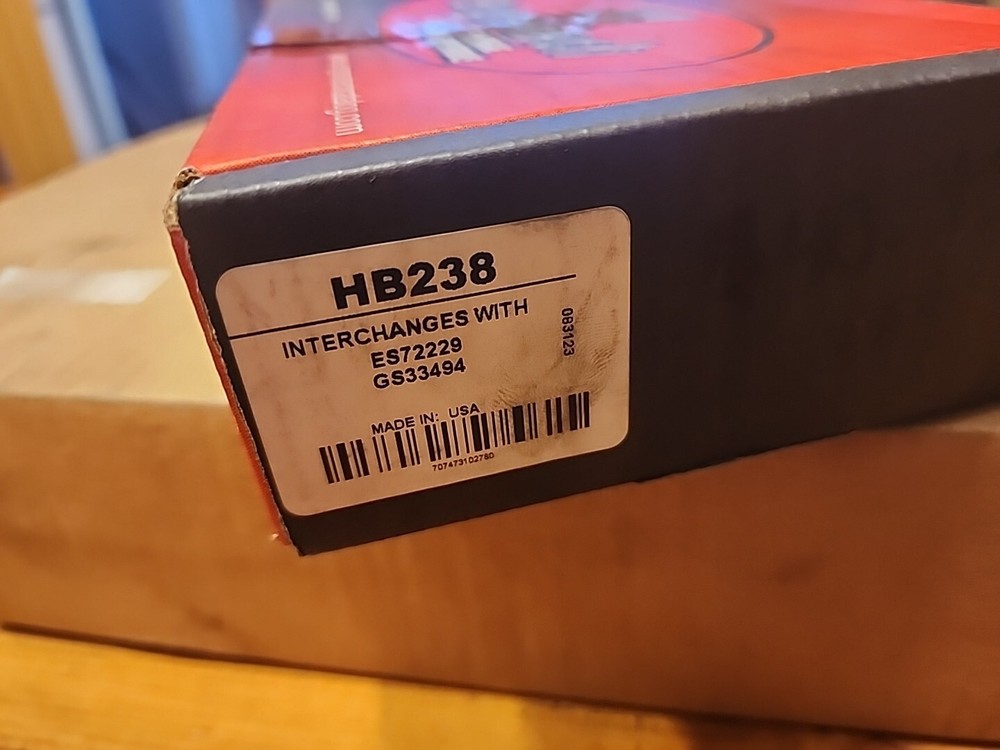 HB238
INTERCHANGES WITH
ES72229
GS33494
083123
MADE IN: USA
707473102780